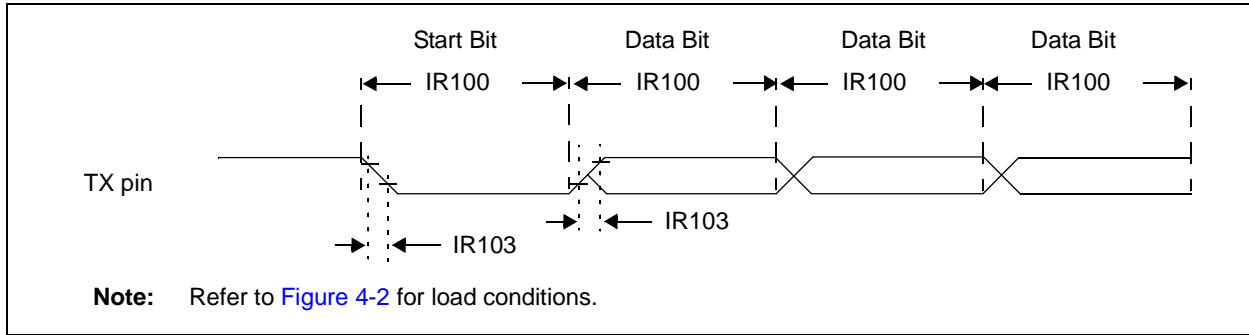 Start Bit Data Bit Data Bit Data Bit
IR100 IR100 IR100 IR100
TX pin
IR103 IR103
Note: Refer to Figure 4-2 for load conditions.